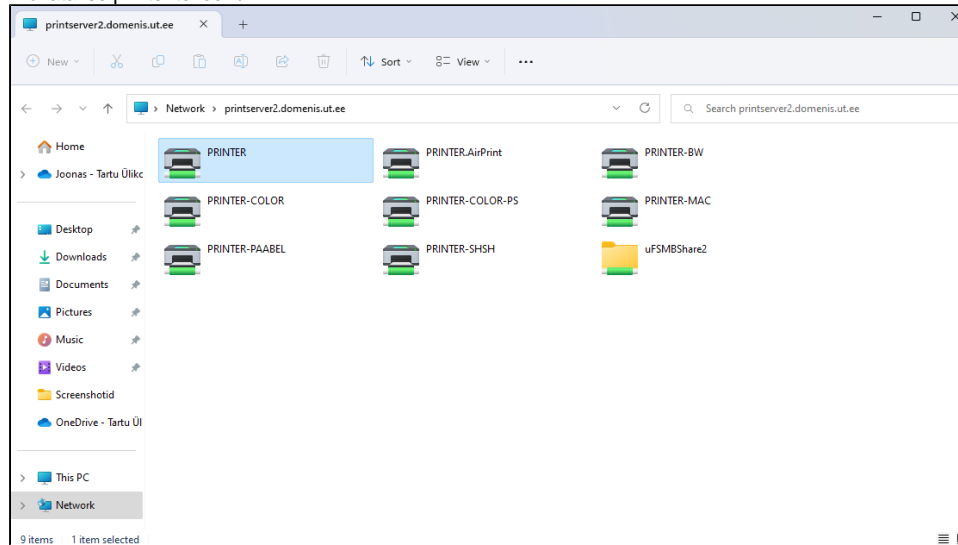 printserver2.domenis.ut.ee
New
Sort
View
Network > printserver2.domenis.ut.ee
Search printserver2.domenis.ut.ee
Home
Joonas - Tartu Ülikc
Desktop
Downloads
Documents
Pictures
Music
Videos
Screenshotid
OneDrive - Tartu Ül
This PC
Network
PRINTER
PRINTER.AirPrint
PRINTER-BW
PRINTER-COLOR
PRINTER-COLOR-PS
PRINTER-MAC
PRINTER-PAABEL
PRINTER-SHSH
uFSMBShare2
9 items
1 item selected